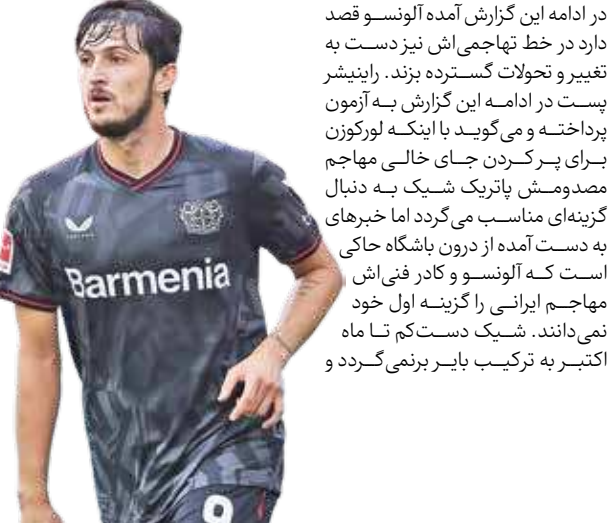 در ادامه این گزارش آمده آلونسو قصد
دارد در خط تهاجمی‌اش نیز دست به
تغییر و تحولات گسترده بزند. راینیشر
پست در ادامه این گزارش به آزمون
پرداخته و می‌گوید با اینکه لورکوزن
برای پر کردن جای خالی مهاجم
مصدومش پاتریک شیک به دنبال
گزینه‌ای مناسب می‌گردد اما خبرهای
به دست آمده از درون باشگاه حاکی
است که آلونسو و کادر فنی‌اش
مهاجم ایرانی را گزینه اول خود
نمی‌دانند. شیک دست‌کم تا ماه
اکتبر به ترکیب بایر برنمی‌گردد و
Barmenia
9